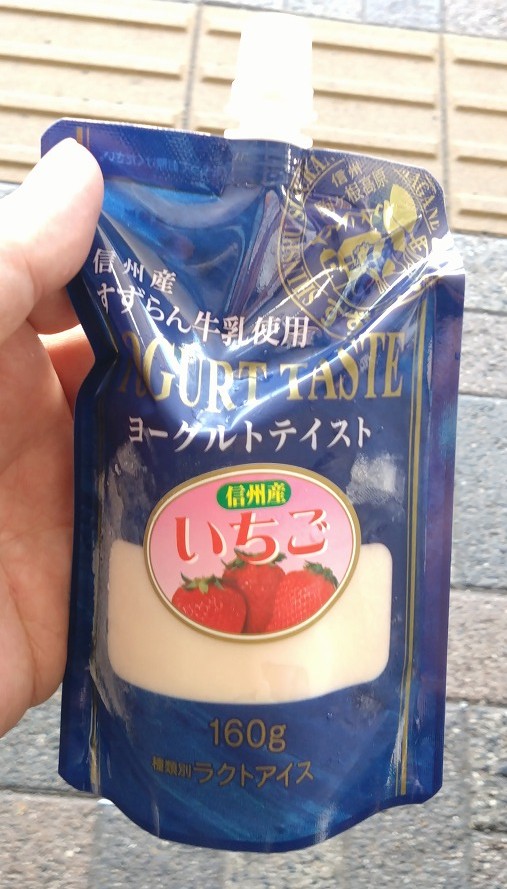 信州産
すずらん牛乳使用
YOGURT TASTE
ヨーグルトテイスト
信州産
いちご
160g
種類別ラクトアイス